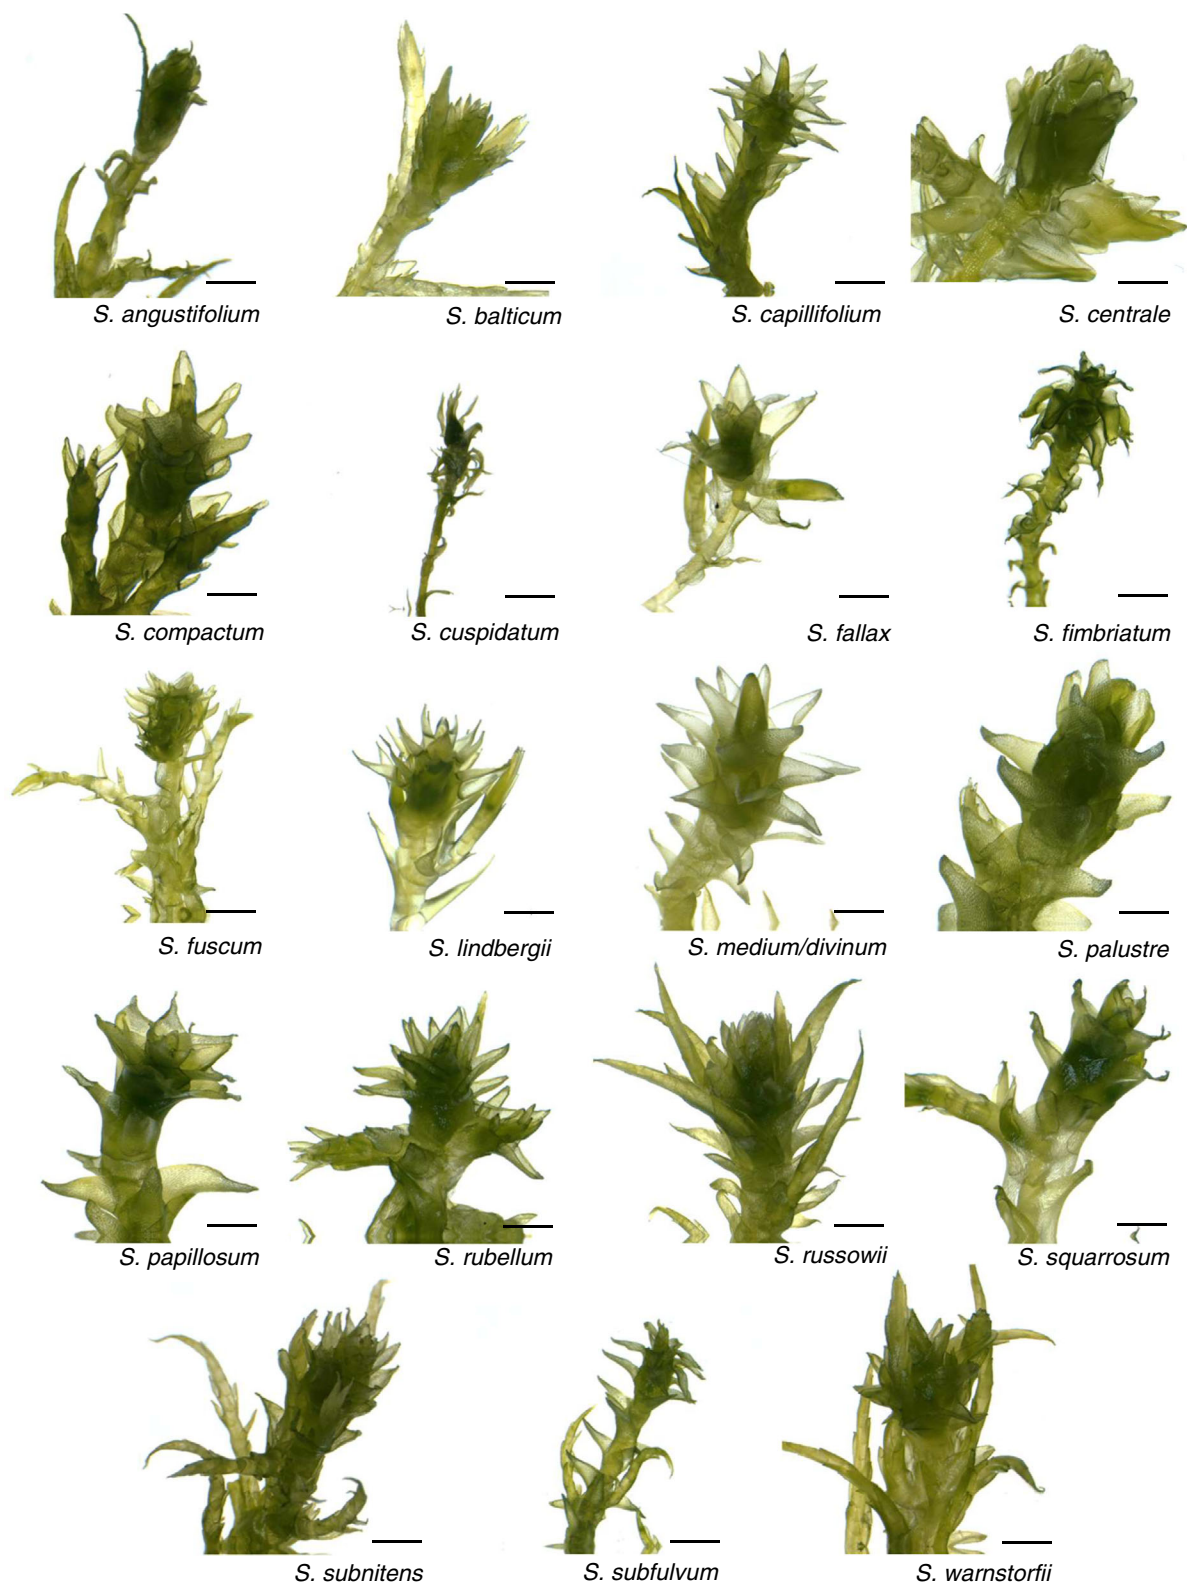 S. angustifolium
S. balticum
S. capillifolium
S. centrale
S. compactum
S. cuspidatum
S. fallax
S. fimbriatum
S. fuscum
S. lindbergii
S. medium/divinum
S. palustre
S. papillosum
S. rubellum
S. russowii
S. squarrosum
S. subnitens
S. subfulvum
S. warnstorfii